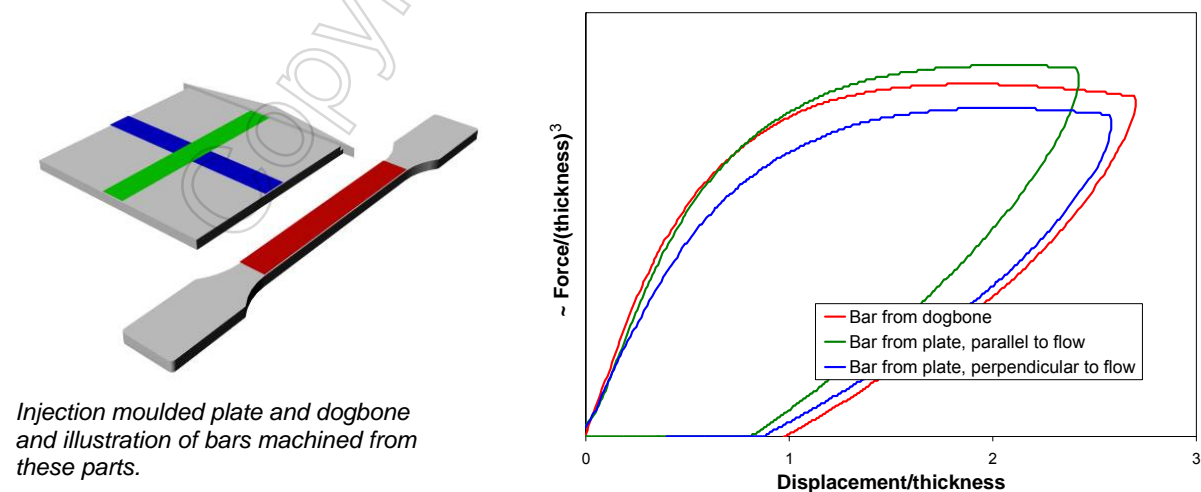 Copy
~ Force/(thickness)³
Bar from dogbone
Bar from plate, parallel to flow
Bar from plate, perpendicular to flow
0
1
2
3
Displacement/thickness
Injection moulded plate and dogbone
and illustration of bars machined from
these parts.